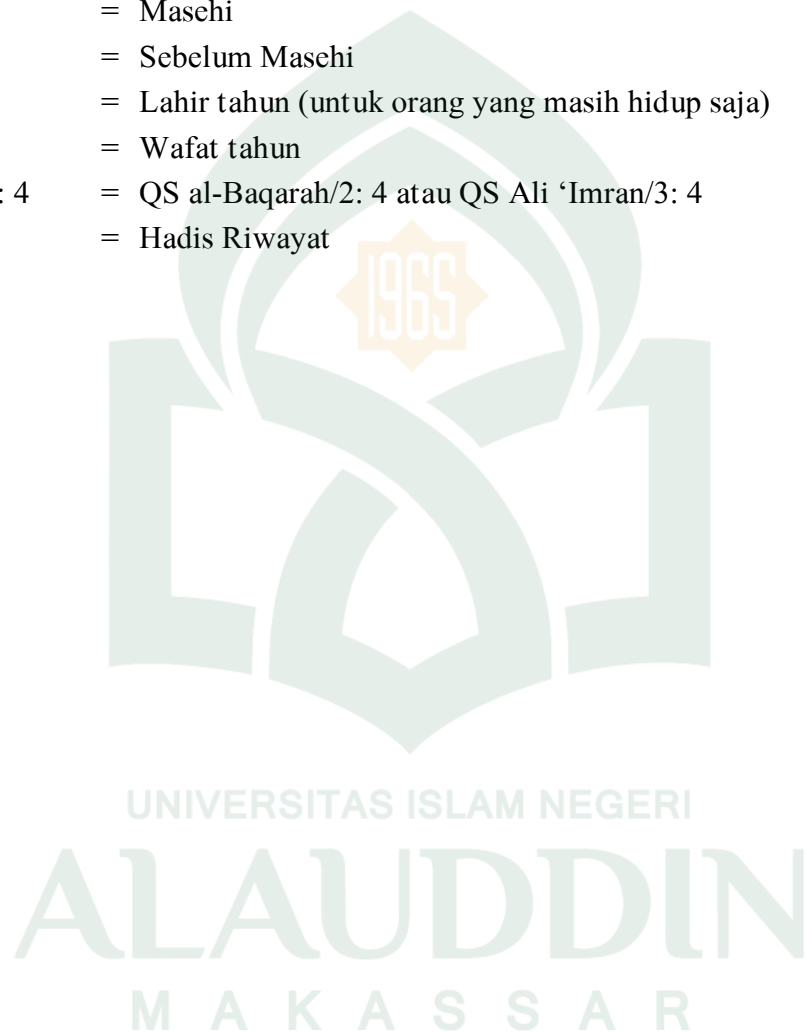 = Masehi
= Sebelum Masehi
= Lahir tahun (untuk orang yang masih hidup saja)
= Wafat tahun
: 4 = QS al-Baqarah/2: 4 atau QS Ali ‘Imran/3: 4
= Hadis Riwayat
1965
UNIVERSITAS ISLAM NEGERI
ALAUDDIN
MAKASSAR